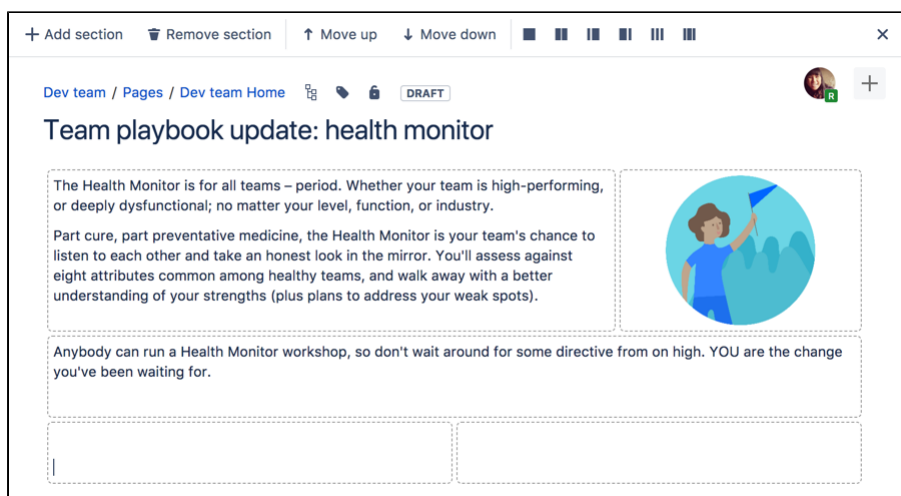 Add section Remove section Move up Move down
Dev team / Pages / Dev team Home DRAFT
R
Team playbook update: health monitor
The Health Monitor is for all teams – period. Whether your team is high-performing,
or deeply dysfunctional; no matter your level, function, or industry.
Part cure, part preventative medicine, the Health Monitor is your team's chance to
listen to each other and take an honest look in the mirror. You'll assess against
eight attributes common among healthy teams, and walk away with a better
understanding of your strengths (plus plans to address your weak spots).
Anybody can run a Health Monitor workshop, so don't wait around for some directive from on high. YOU are the change
you've been waiting for.